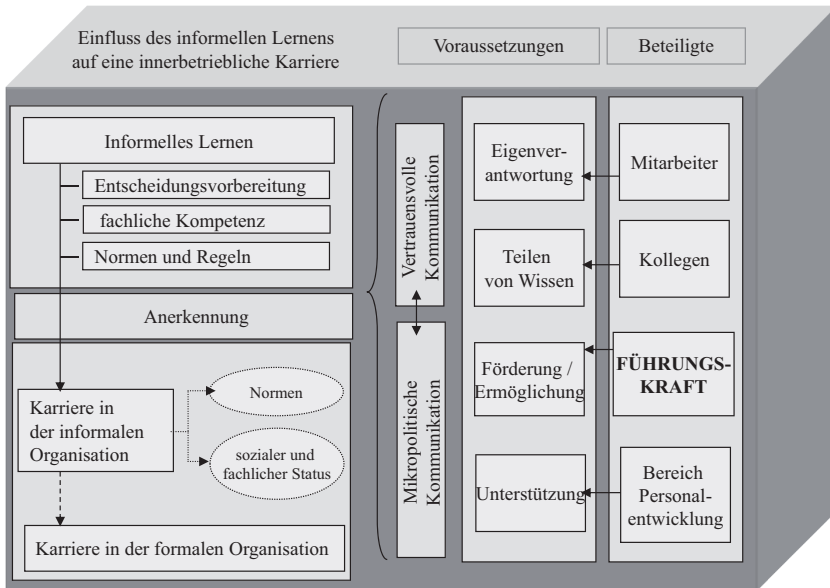 Einfluss des informellen Lernens
auf eine innerbetriebliche Karriere
Voraussetzungen
Beteiligte
Informelles Lernen
Entscheidungsvorbereitung
fachliche Kompetenz
Normen und Regeln
Anerkennung
Karriere in
der informalen
Organisation
Normen
sozialer und
fachlicher Status
Karriere in der formalen Organisation
Vertrauensvolle
Kommunikation
Mikropolitische
Kommunikation
Eigenver-
antwortung
Teilen
von Wissen
Förderung /
Ermöglichung
Unterstützung
Mitarbeiter
Kollegen
FÜHRUNGS-
KRAFT
Bereich
Personal-
entwicklung